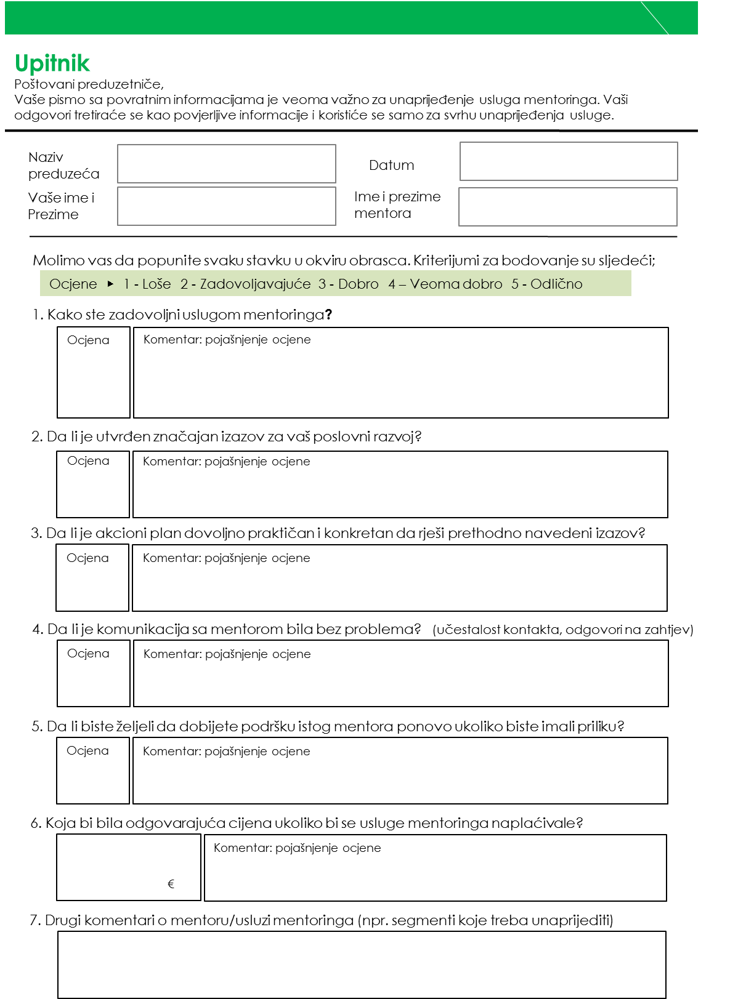 Upitnik
Poštovani preduzetniče,
Vaše pismo sa povratnim informacijama je veoma važno za unaprijeđenje usluga mentoringa. Vaši
odgovori tretiraće se kao povjerljive informacije i koristiće se samo za svrhu unaprijeđenja usluge.
Naziv
preduzeća
Datum
Vaše ime i
Prezime
Ime i prezime
mentora
Molimo vas da popunite svaku stavku u okviru obrasca. Kriterijumi za bodovanje su sljedeći;
Ocjene ▶ 1 - Loše 2 - Zadovoljavajuće 3 - Dobro 4 – Veoma dobro 5 - Odlično
1. Kako ste zadovoljni uslugom mentoringa?
Ocjena
Komentar: pojašnjenje ocjene
2. Da li je utvrđen značajan izazov za vaš poslovni razvoj?
Ocjena
Komentar: pojašnjenje ocjene
3. Da li je akcioni plan dovoljno praktičan i konkretan da rješi prethodno navedeni izazov?
Ocjena
Komentar: pojašnjenje ocjene
4. Da li je komunikacija sa mentorom bila bez problema? (učestalost kontakta, odgovori na zahtjev)
Ocjena
Komentar: pojašnjenje ocjene
5. Da li biste željeli da dobijete podršku istog mentora ponovo ukoliko biste imali priliku?
Ocjena
Komentar: pojašnjenje ocjene
6. Koja bi bila odgovarajuća cijena ukoliko bi se usluge mentoringa naplaćivale?
€
Komentar: pojašnjenje ocjene
7. Drugi komentari o mentoru/usluzi mentoringa (npr. segmenti koje treba unaprijediti)